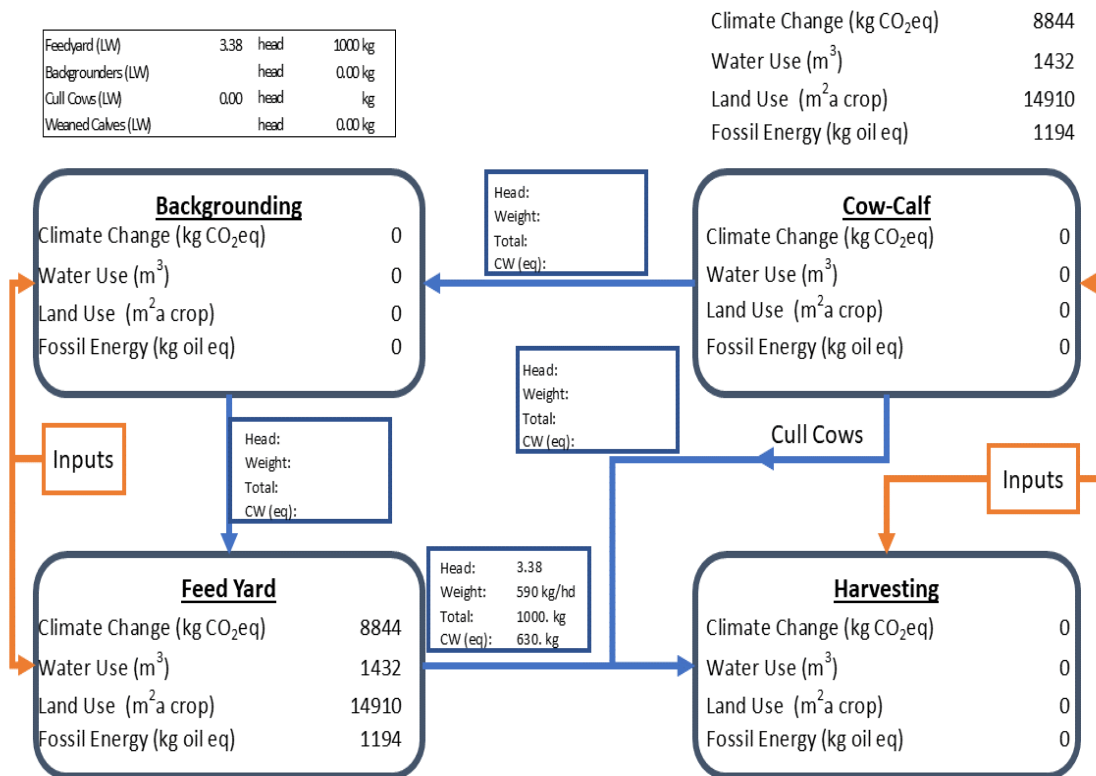 Feedyard (LW) 3.38 head 1000 kg
Backgrounders (LW) head 0.00 kg
Cull Cows (LW) 0.00 head kg
Weaned Calves (LW) head 0.00 kg
Climate Change (kg CO2eq) 8844
Water Use (m3) 1432
Land Use (m2a crop) 14910
Fossil Energy (kg oil eq) 1194
Backgrounding
Climate Change (kg CO2eq) 0
Water Use (m3) 0
Land Use (m2a crop) 0
Fossil Energy (kg oil eq) 0
Head:
Weight:
Total:
CW (eq):
Cow-Calf
Climate Change (kg CO2eq) 0
Water Use (m3) 0
Land Use (m2a crop) 0
Fossil Energy (kg oil eq) 0
Head:
Weight:
Total:
CW (eq):
Cull Cows
Inputs
Head:
Weight:
Total:
CW (eq):
Inputs
Feed Yard
Climate Change (kg CO2eq) 8844
Water Use (m3) 1432
Land Use (m2a crop) 14910
Fossil Energy (kg oil eq) 1194
Head: 3.38
Weight: 590 kg/hd
Total: 1000. kg
CW (eq): 630. kg
Harvesting
Climate Change (kg CO2eq) 0
Water Use (m3) 0
Land Use (m2a crop) 0
Fossil Energy (kg oil eq) 0